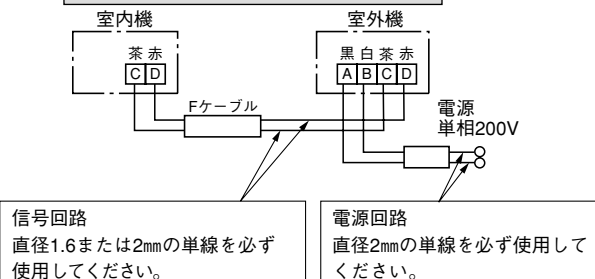 室内機 室外機
茶 赤 黒 白 茶 赤
C D A B C D
Fケーブル
電源
単相200V
信号回路
直径1.6または2㎜の単線を必ず
使用してください。
電源回路
直径2㎜の単線を必ず使用して
ください。